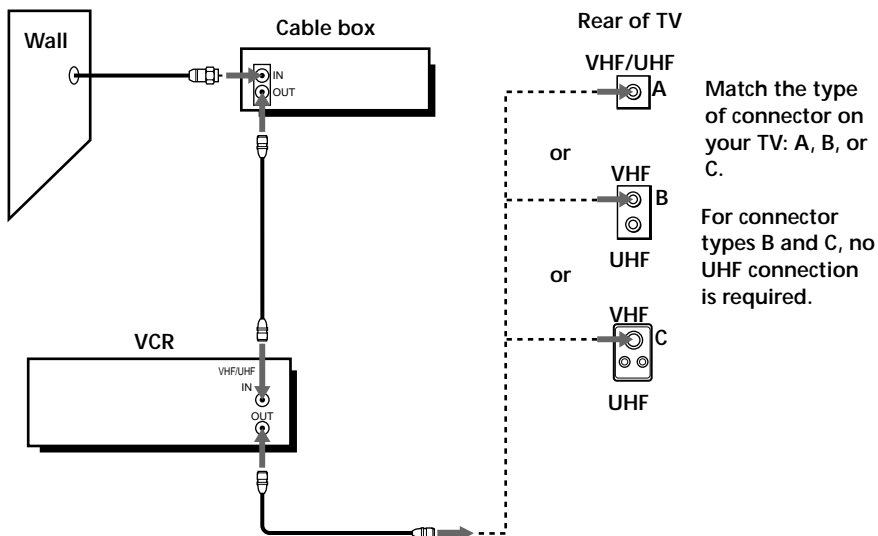 Wall
Cable box
IN
OUT
VCR
VHF/UHF
IN
OUT
Rear of TV
VHF/UHF
A
or
VHF
B
UHF
or
VHF
C
UHF
Match the type
of connector on
your TV: A, B, or
C.
For connector
types B and C, no
UHF connection
is required.